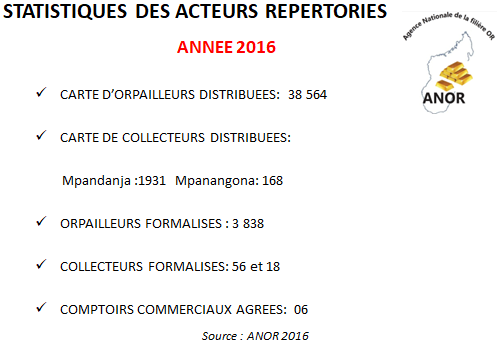 STATISTIQUES DES ACTEURS REPERTORIES
Agence Nationale de la filière OR
ANOR
ANNEE 2016
✓ CARTE D’ORPAILLEURS DISTRIBUEES: 38 564
✓ CARTE DE COLLECTEURS DISTRIBUEES:
Mpandanja :1931 Mpanangona: 168
✓ ORPAILLEURS FORMALISES : 3 838
✓ COLLECTEURS FORMALISES: 56 et 18
✓ COMPTOIRS COMMERCIAUX AGREES: 06
Source : ANOR 2016